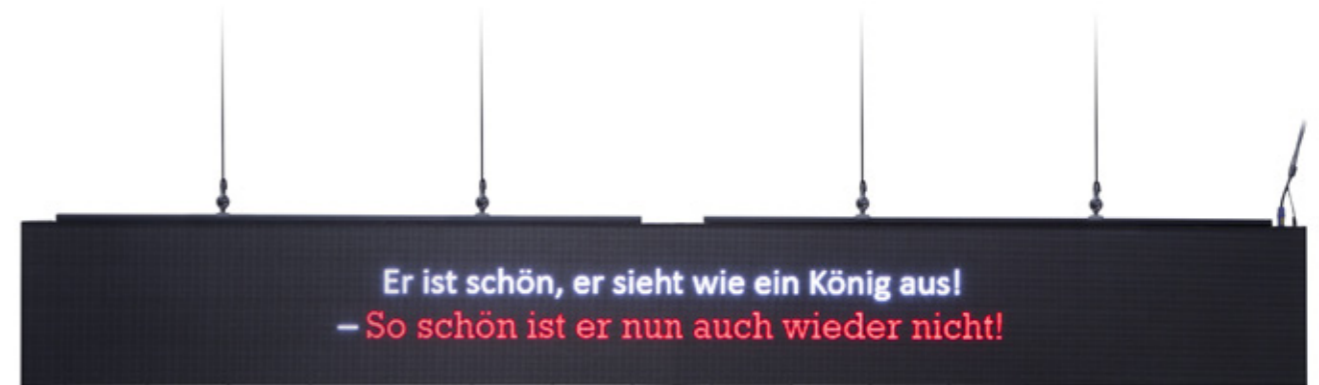 Er ist schön, er sieht wie ein König aus!
– So schön ist er nun auch wieder nicht!